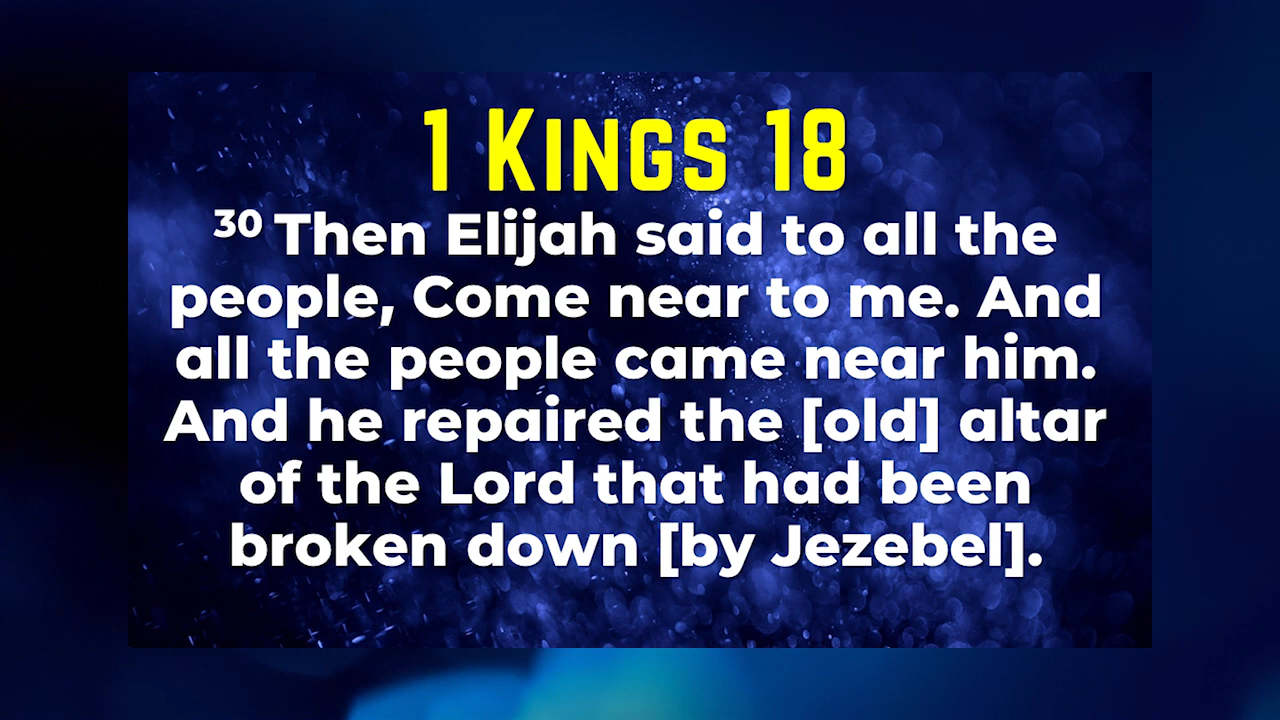 1 Kings 18
30 Then Elijah said to all the
people, Come near to me. And
all the people came near him.
And he repaired the [old] altar
of the Lord that had been
broken down [by Jezebel].